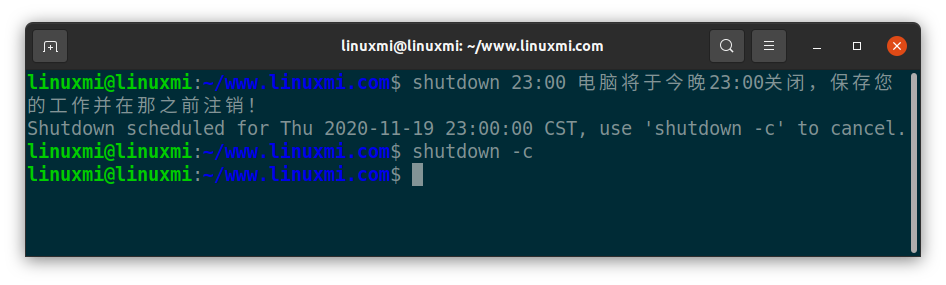 linuxmi@linuxmi: ~/www.linuxmi.com
linuxmi@linuxmi:~/www.linuxmi.com$ shutdown 23:00 电脑将于今晚23:00关闭，保存您
的工作并在那之前注销！
Shutdown scheduled for Thu 2020-11-19 23:00:00 CST, use 'shutdown -c' to cancel.
linuxmi@linuxmi:~/www.linuxmi.com$ shutdown -c
linuxmi@linuxmi:~/www.linuxmi.com$